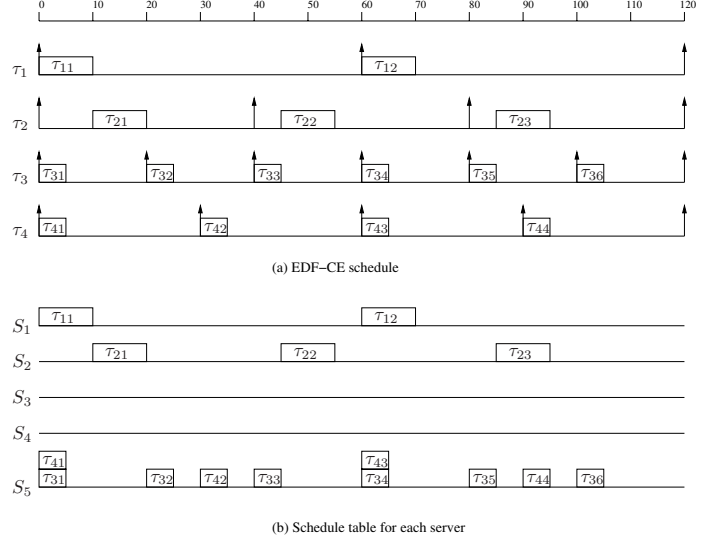 0 10 20 30 40 50 60 70 80 90 100 110 120
τ₁ τ₁₁ τ₁₂
τ₂ τ₂₁ τ₂₂ τ₂₃
τ₃ τ₃₁ τ₃₂ τ₃₃ τ₃₄ τ₃₅ τ₃₆
τ₄ τ₄₁ τ₄₂ τ₄₃ τ₄₄
(a) EDF−CE schedule
S₁ τ₁₁ τ₁₂
S₂ τ₂₁ τ₂₂ τ₂₃
S₃
S₄
τ₄₁ τ₄₃
S₅ τ₃₁ τ₃₂ τ₄₂ τ₃₃ τ₃₄ τ₃₅ τ₄₄ τ₃₆
(b) Schedule table for each server